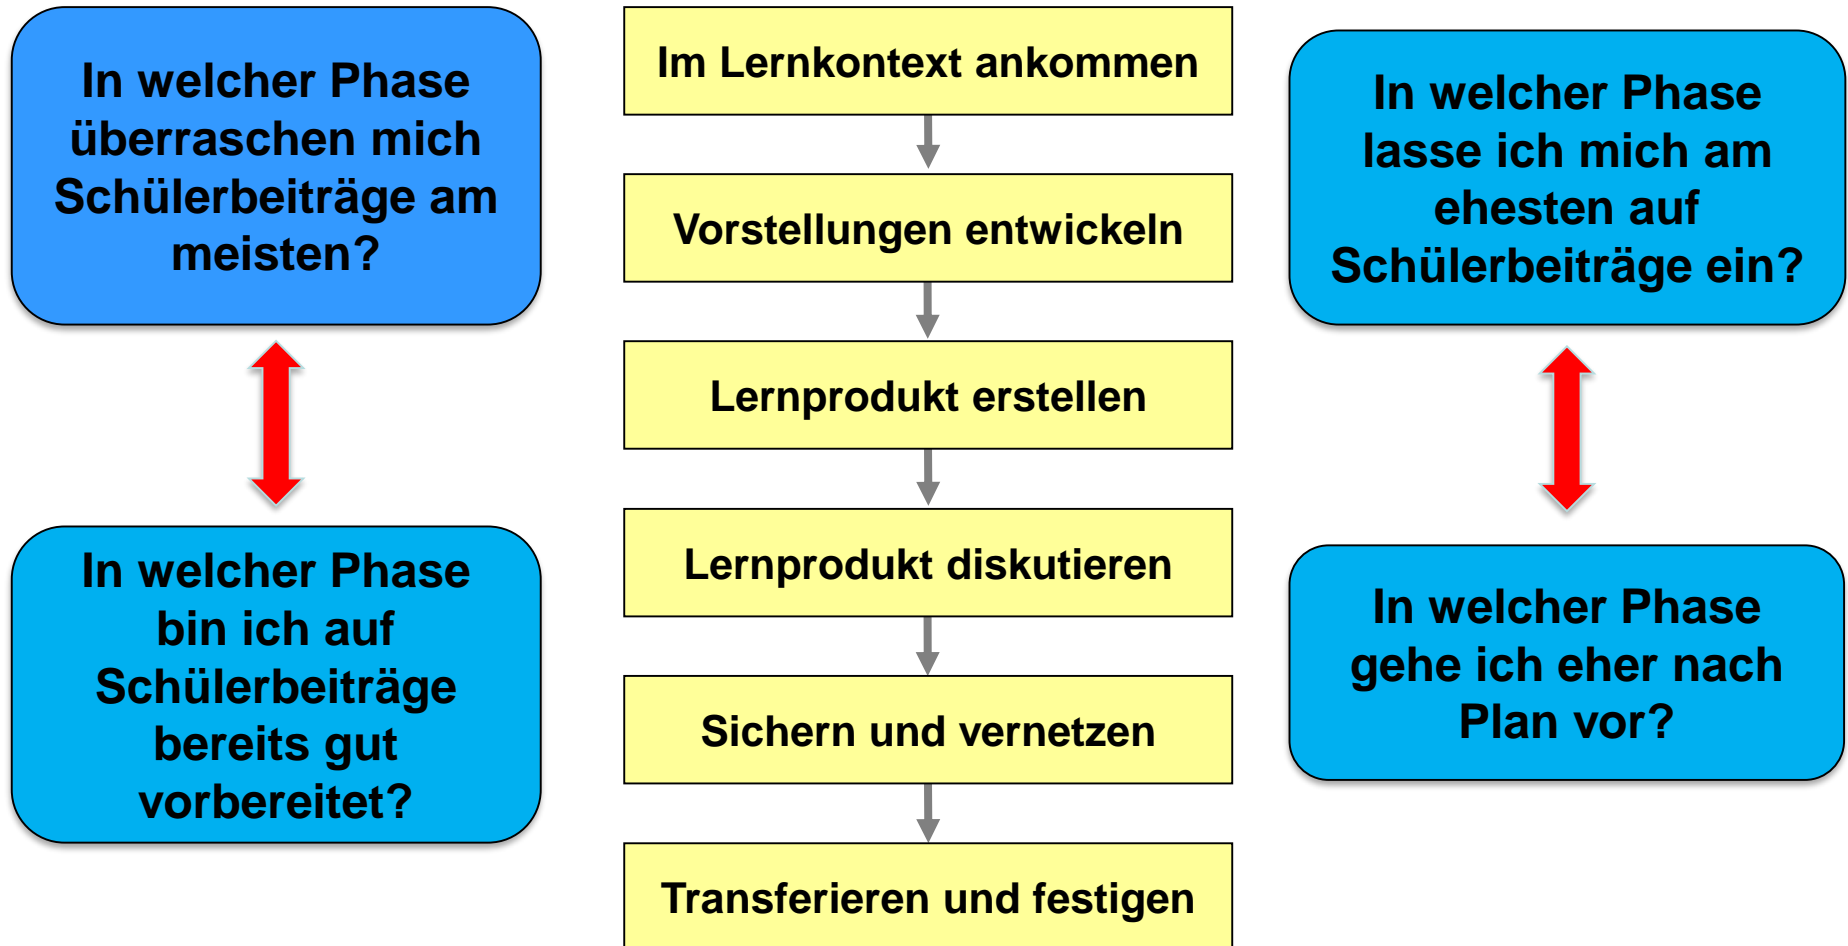 In welcher Phase
überraschen mich
Schülerbeiträge am
meisten?
In welcher Phase
bin ich auf
Schülerbeiträge
bereits gut
vorbereitet?
Im Lernkontext ankommen
Vorstellungen entwickeln
Lernprodukt erstellen
Lernprodukt diskutieren
Sichern und vernetzen
Transferieren und festigen
In welcher Phase
lasse ich mich am
ehesten auf
Schülerbeiträge ein?
In welcher Phase
gehe ich eher nach
Plan vor?